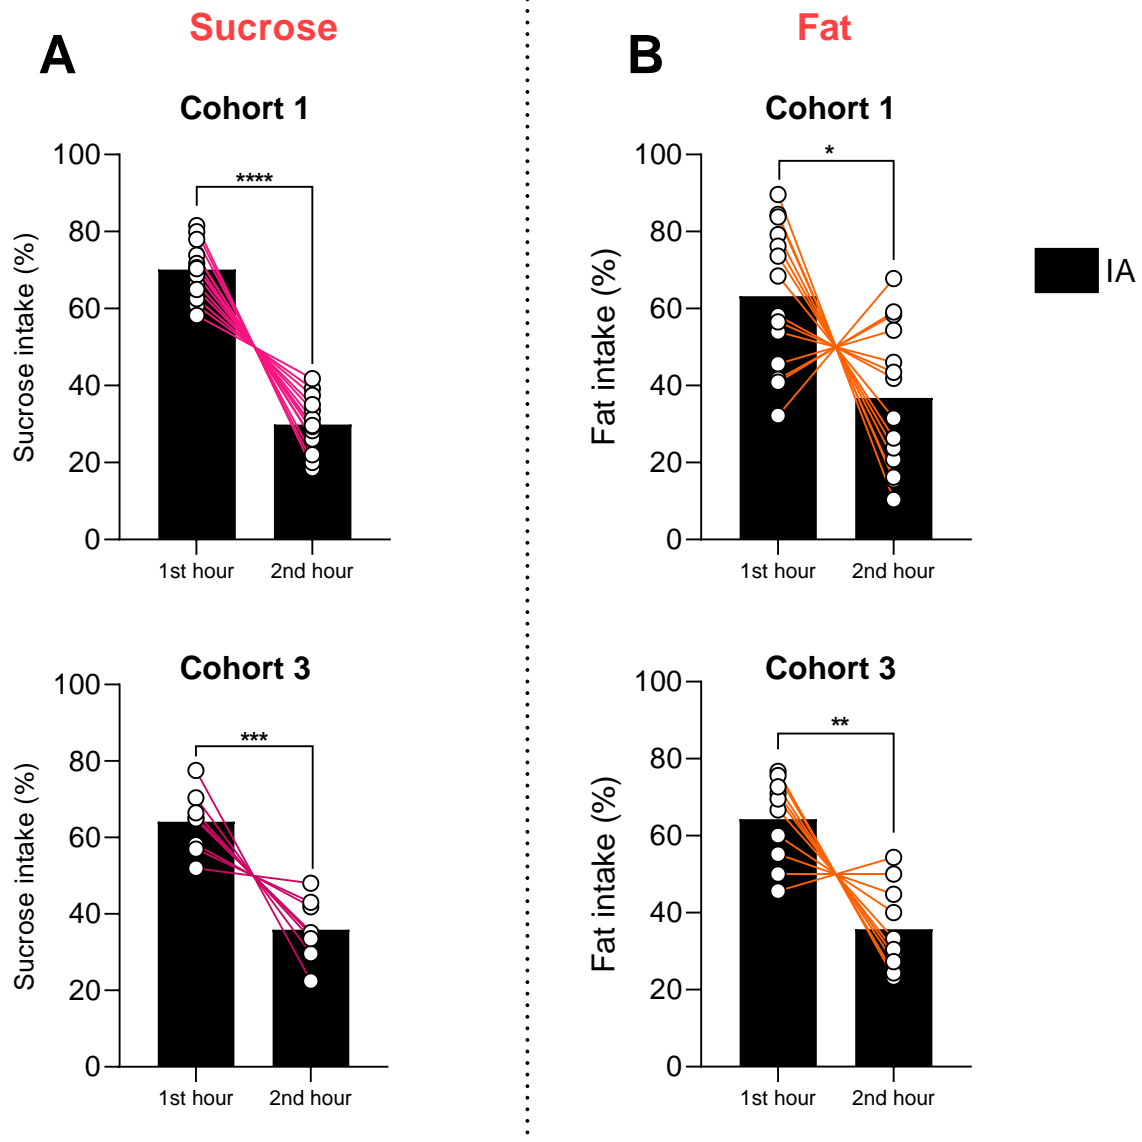 Sucrose
Fat
A
B
Cohort 1
Sucrose intake (%)
100
80
60
40
20
0
****
1st hour
2nd hour
Cohort 1
Fat intake (%)
100
80
60
40
20
0
*
1st hour
2nd hour
IA
Cohort 3
Sucrose intake (%)
100
80
60
40
20
0
***
1st hour
2nd hour
Cohort 3
Fat intake (%)
100
80
60
40
20
0
**
1st hour
2nd hour